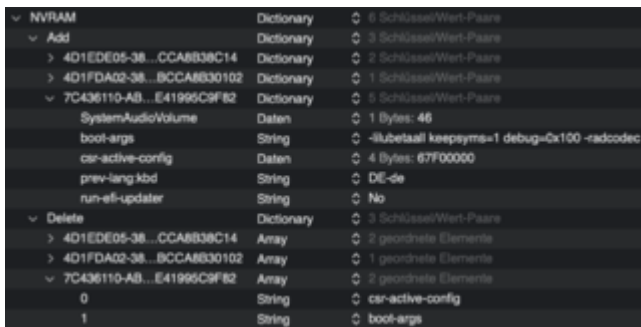 NVRAM Dictionary 6 Schlüssel/Wert-Paare
Add Dictionary 3 Schlüssel/Wert-Paare
4D1EDE05-38...CCA8B38C14 Dictionary 2 Schlüssel/Wert-Paare
4D1FDA02-38...BCCA8B30102 Dictionary 1 Schlüssel/Wert-Paare
7C436110-AB...E41995C9F82 Dictionary 5 Schlüssel/Wert-Paare
SystemAudioVolume Daten 1 Bytes: 46
boot-args String -lilubetaall keepsyms=1 debug=0x100 -radcodec
csr-active-config Daten 4 Bytes: 67F00000
prev-lang:kbd String DE-de
run-efi-updater String No
Delete Dictionary 3 Schlüssel/Wert-Paare
4D1EDE05-38...CCA8B38C14 Array 2 geordnete Elemente
4D1FDA02-38...BCCA8B30102 Array 1 geordnete Elemente
7C436110-AB...E41995C9F82 Array 2 geordnete Elemente
0 String csr-active-config
1 String boot-args